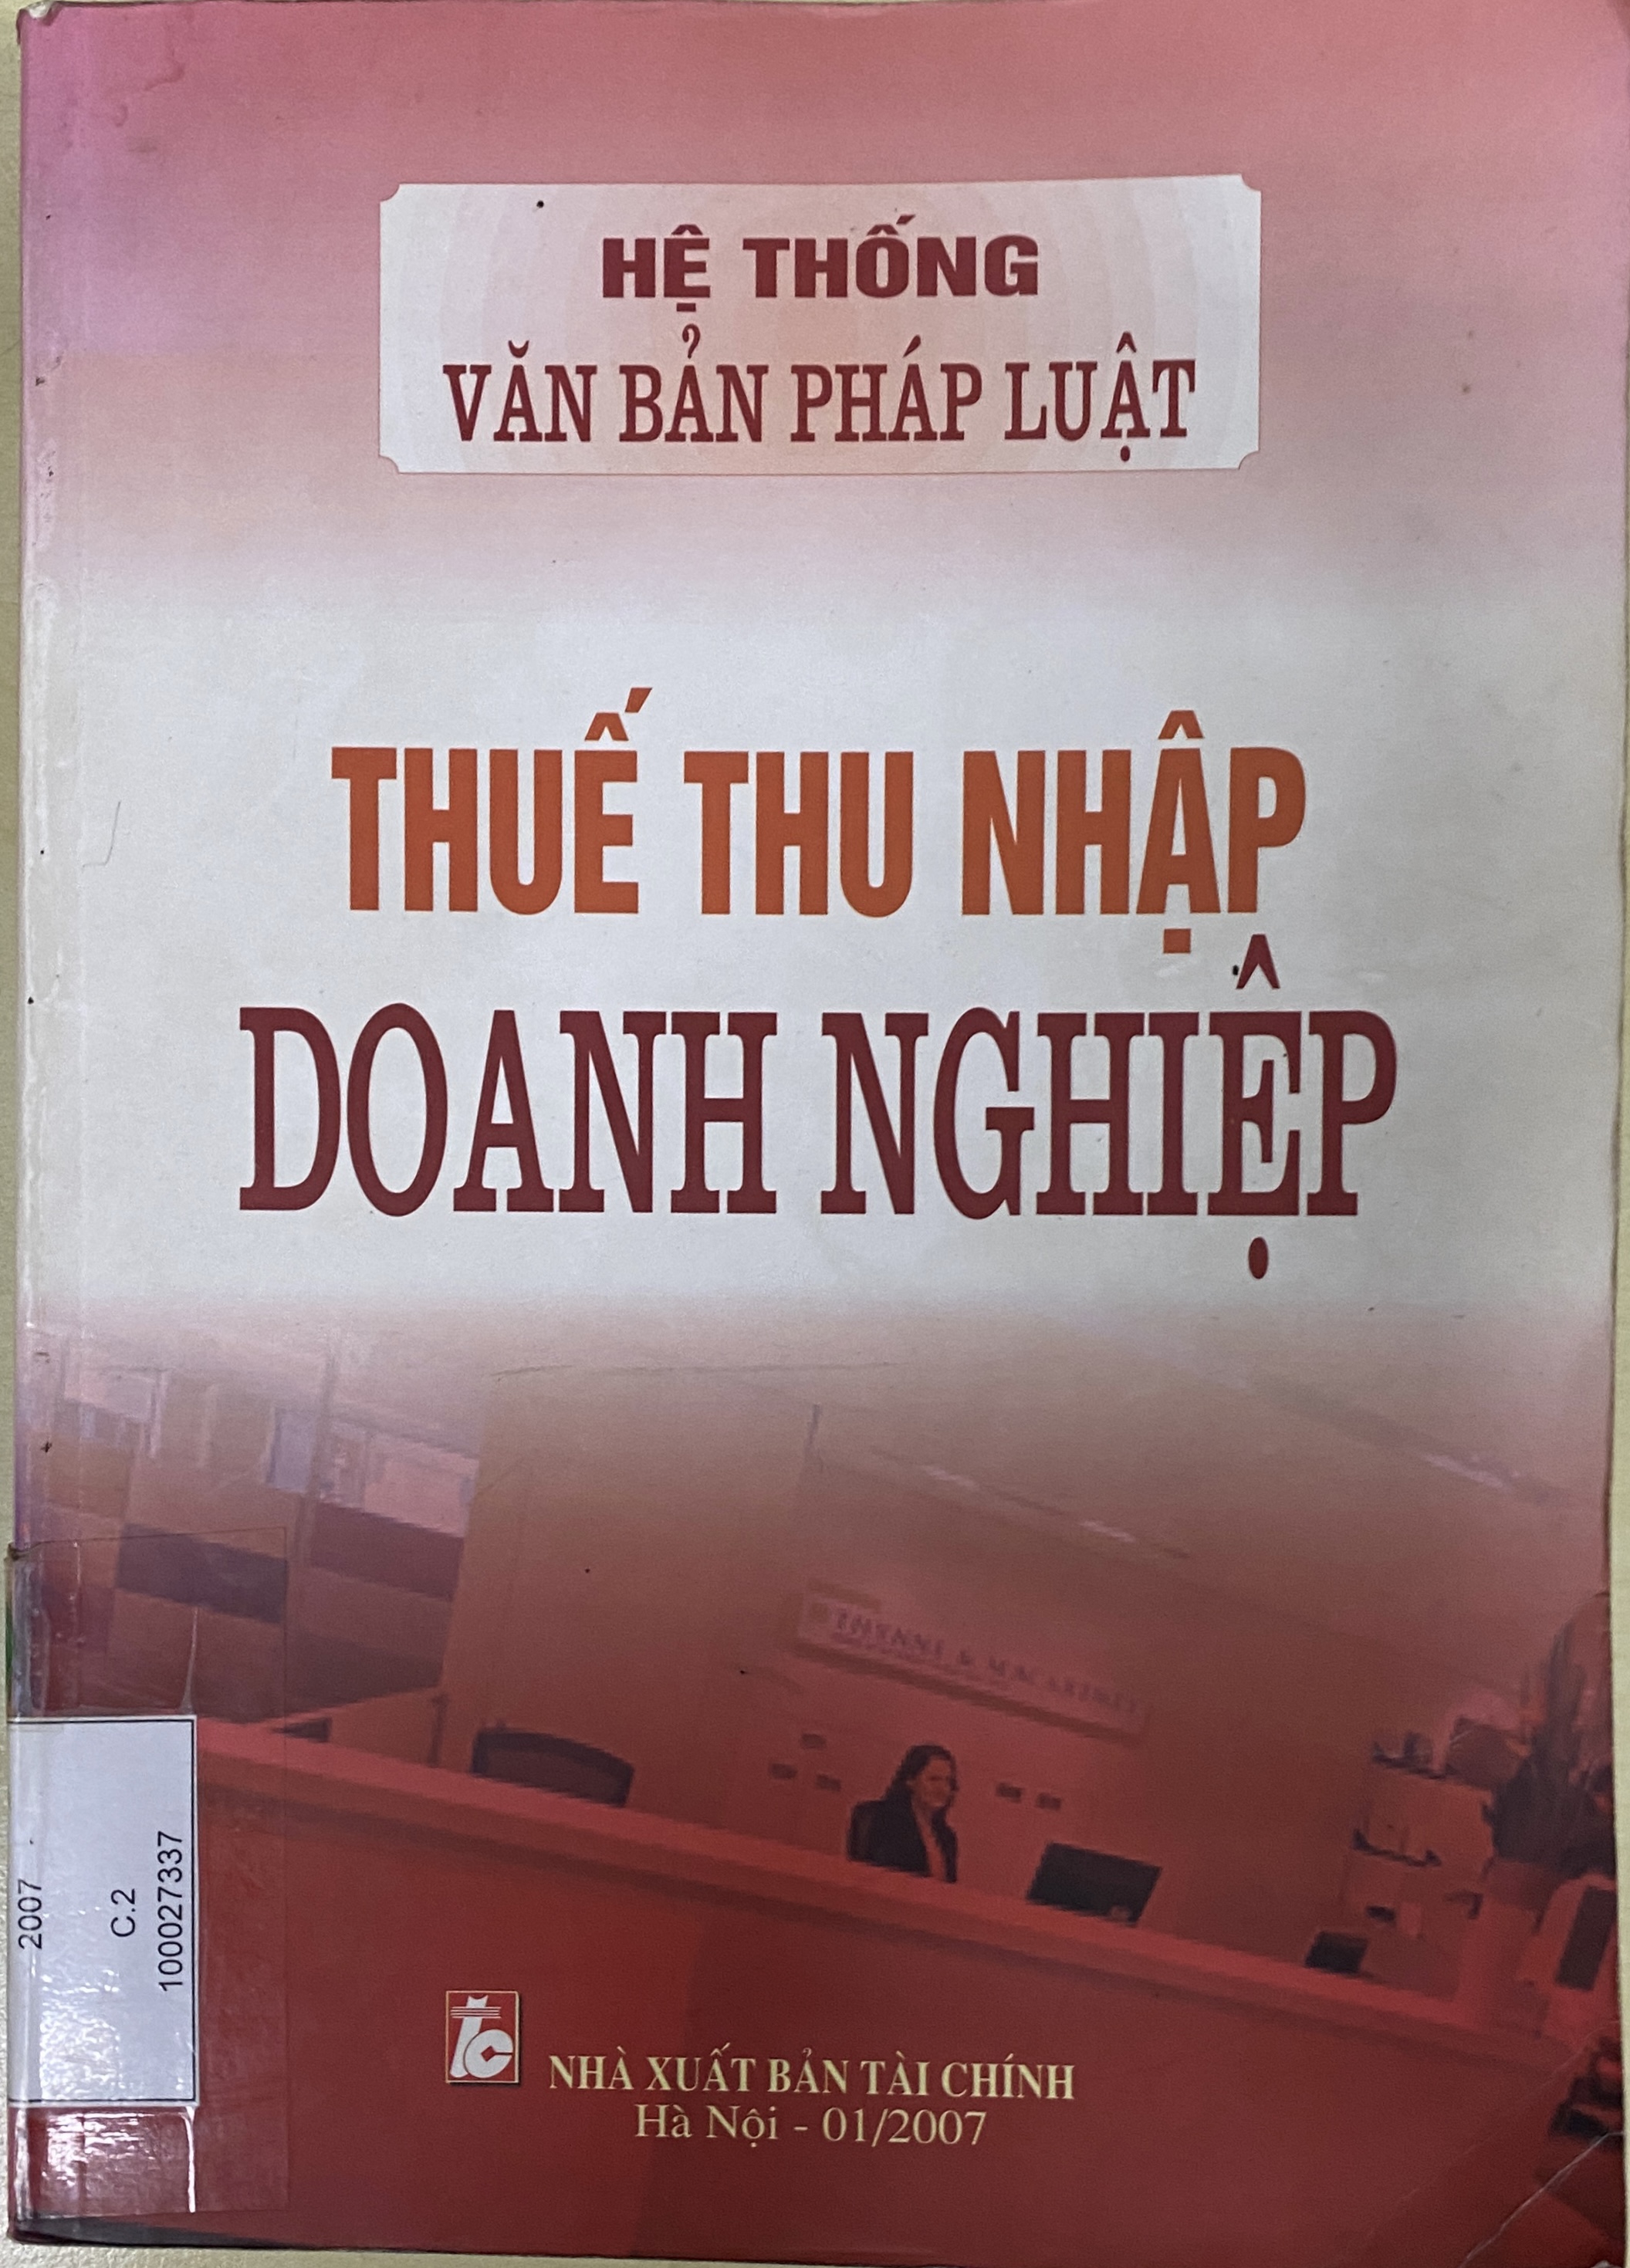 HỆ THỐNG
VĂN BẢN PHÁP LUẬT
THUẾ THU NHẬP
DOANH NGHIỆP
2007
C.2
100027337
tc
NHÀ XUẤT BẢN TÀI CHÍNH
Hà Nội - 01/2007